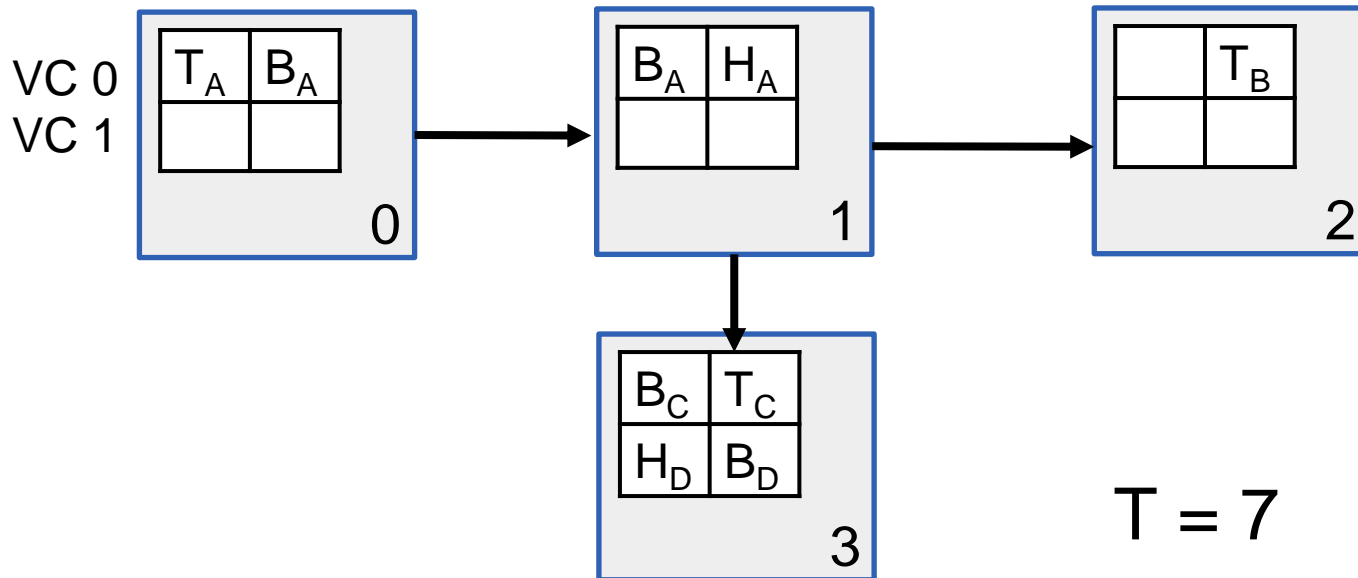 VC 0
VC 1
T_A B_A
0
B_A H_A
1
T_B
2
B_C T_C
H_D B_D
3
T = 7